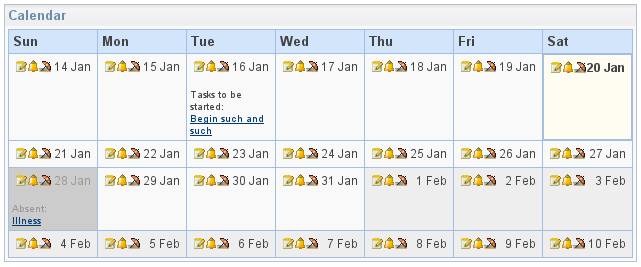 Calendar
Sun Mon Tue Wed Thu Fri Sat
14 Jan 15 Jan 16 Jan 17 Jan 18 Jan 19 Jan 20 Jan
Tasks to be
started:
Begin such and
such
21 Jan 22 Jan 23 Jan 24 Jan 25 Jan 26 Jan 27 Jan
28 Jan 29 Jan 30 Jan 31 Jan 1 Feb 2 Feb 3 Feb
Absent:
Illness
4 Feb 5 Feb 6 Feb 7 Feb 8 Feb 9 Feb 10 Feb